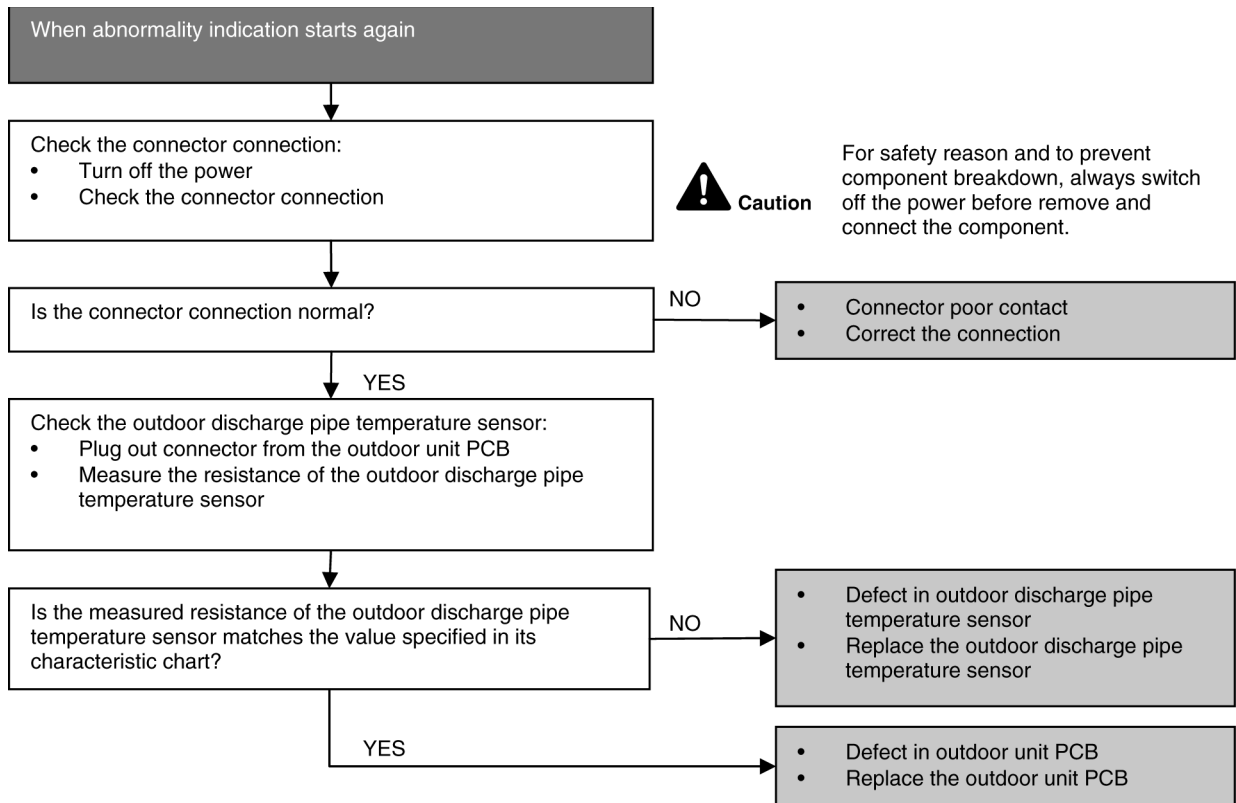 When abnormality indication starts again
Check the connector connection:
• Turn off the power
• Check the connector connection
Caution
For safety reason and to prevent
component breakdown, always switch
off the power before remove and
connect the component.
Is the connector connection normal?
NO
• Connector poor contact
• Correct the connection
YES
Check the outdoor discharge pipe temperature sensor:
• Plug out connector from the outdoor unit PCB
• Measure the resistance of the outdoor discharge pipe
temperature sensor
Is the measured resistance of the outdoor discharge pipe
temperature sensor matches the value specified in its
characteristic chart?
NO
• Defect in outdoor discharge pipe
temperature sensor
• Replace the outdoor discharge pipe
temperature sensor
YES
• Defect in outdoor unit PCB
• Replace the outdoor unit PCB